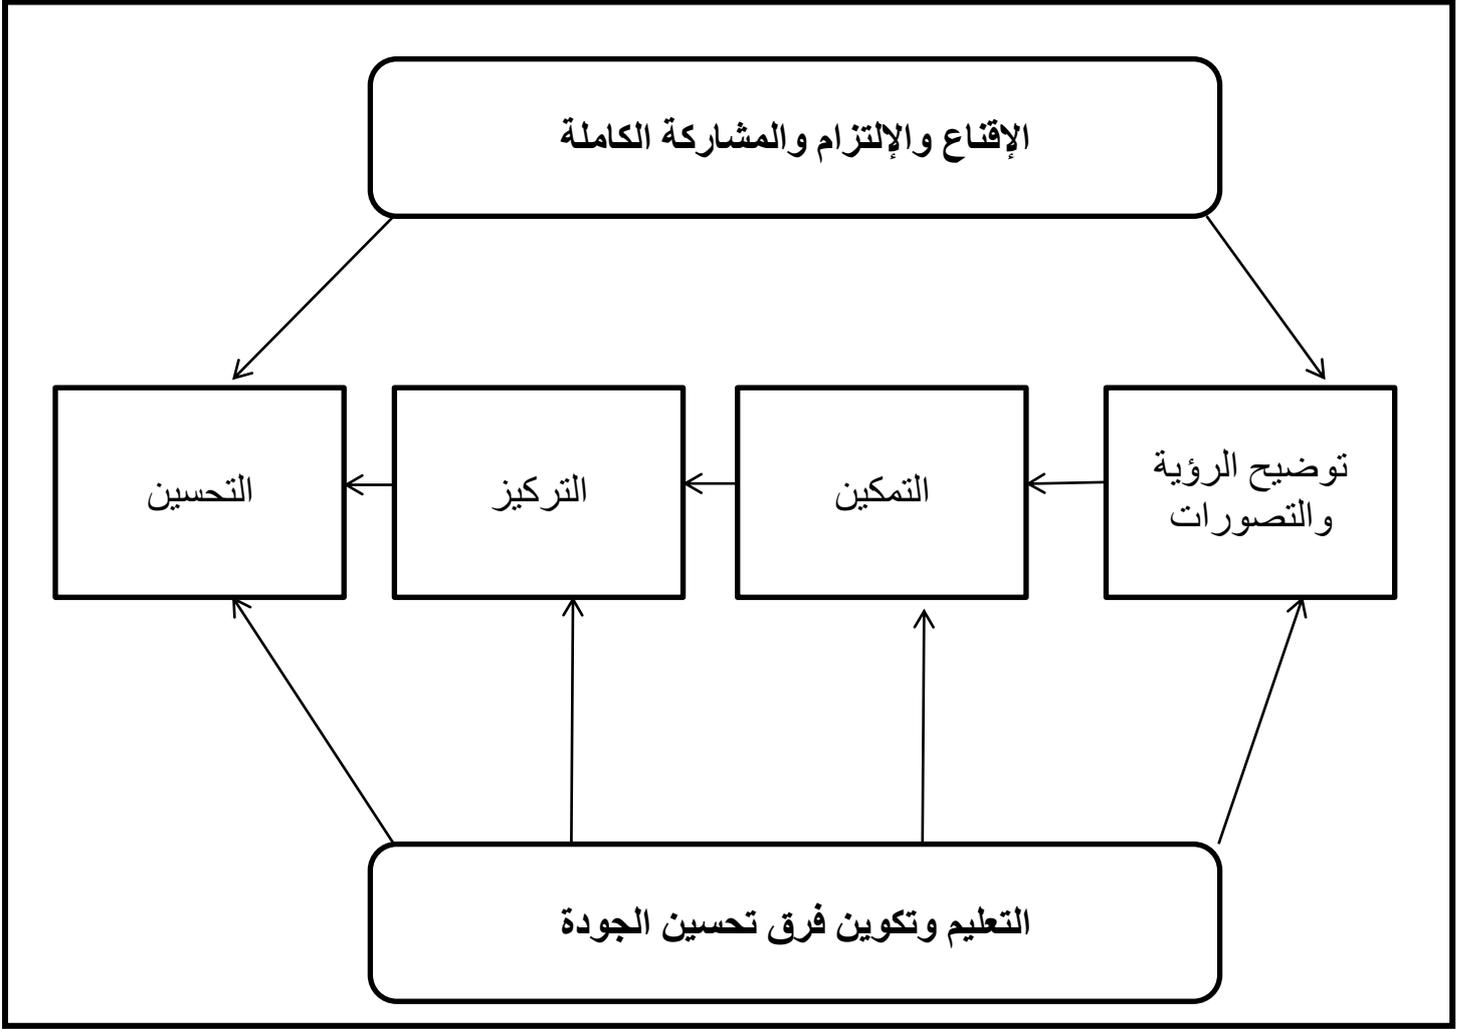 الإقناع والإلتزام والمشاركة الكاملة
توضيح الرؤية
والتصورات
التمكين
التركيز
التحسين
التعليم وتكوين فرق تحسين الجودة